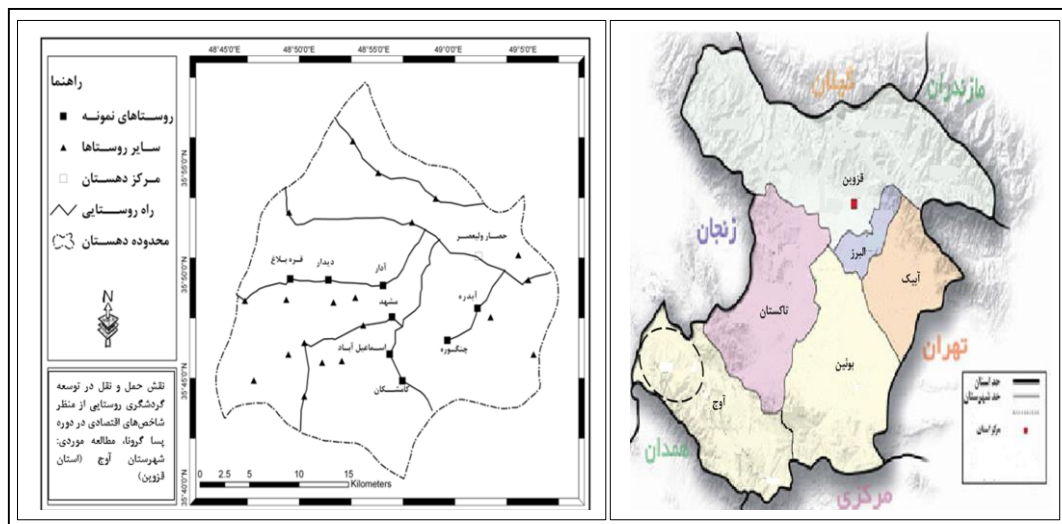 48°45'0"E
48°50'0"E
48°55'0"E
49°0'0"E
49°5'0"E
راهنما
روستاهای نمونه
سایر روستاها
مرکز دهستان
راه روستایی
محدوده دهستان
N
نقش حمل و نقل در توسعه
گردشگری روستایی از منظر
شاخص‌های اقتصادی در دوره
پسا کرونا، مطالعه موردی:
شهرستان آوج (استان
قزوین)
35°55'0"N
35°50'0"N
35°45'0"N
35°40'0"N
حصار ولیعصر
قره بلاغ
دیدار
آدار
مشهد
آبدره
چنگوره
اسماعیل آباد
کامشکان
0 2.5 5 10 15
Kilometers
گیلان
مازندران
قزوین
زنجان
البرز
آبیک
تاکستان
تهران
بوئین
آوج
همدان
مرکزی
حد استان
حد شهرستان
مرکز استان